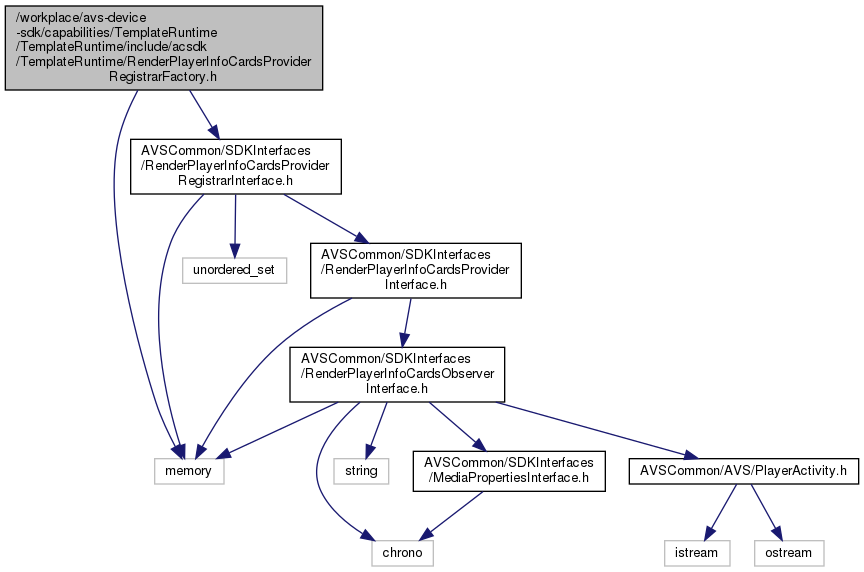 /workplace/avs-device
-sdk/capabilities/TemplateRuntime
/TemplateRuntime/include/acsdk
/TemplateRuntime/RenderPlayerInfoCardsProvider
RegistrarFactory.h
AVSCommon/SDKInterfaces
/RenderPlayerInfoCardsProvider
RegistrarInterface.h
unordered_set
AVSCommon/SDKInterfaces
/RenderPlayerInfoCardsProvider
Interface.h
AVSCommon/SDKInterfaces
/RenderPlayerInfoCardsObserver
Interface.h
memory
string
AVSCommon/SDKInterfaces
/MediaPropertiesInterface.h
AVSCommon/AVS/PlayerActivity.h
chrono
istream
ostream